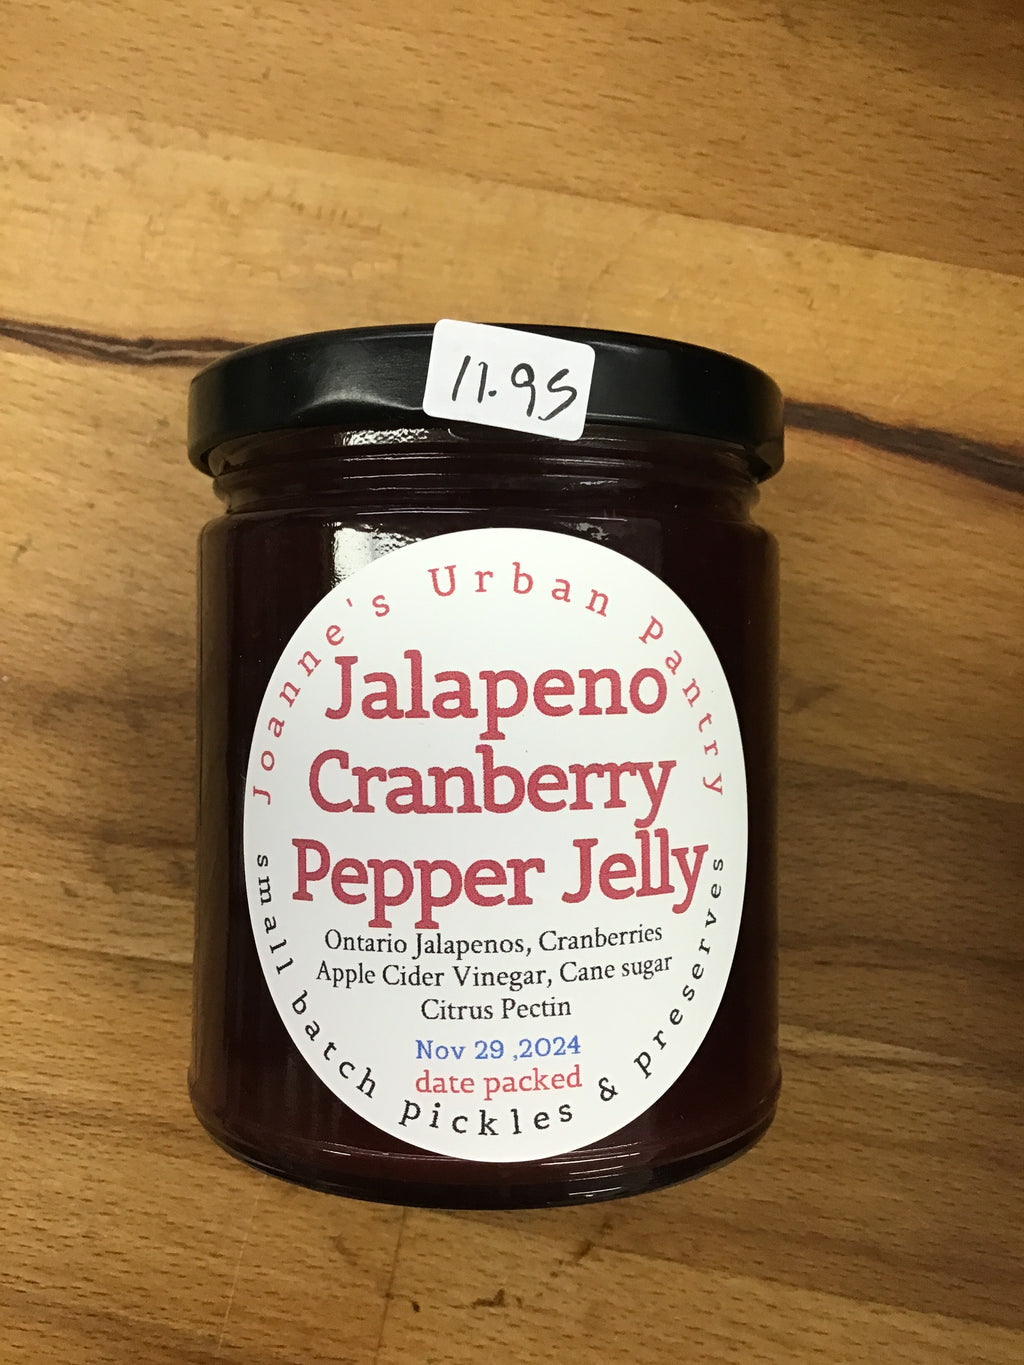 11.95
Joanne's Urban Pantry
Jalapeno
Cranberry
Pepper Jelly
Ontario Jalapenos, Cranberries
Apple Cider Vinegar, Cane sugar
Citrus Pectin
Nov 29 ,2024
date packed
small batch pickles & preserves